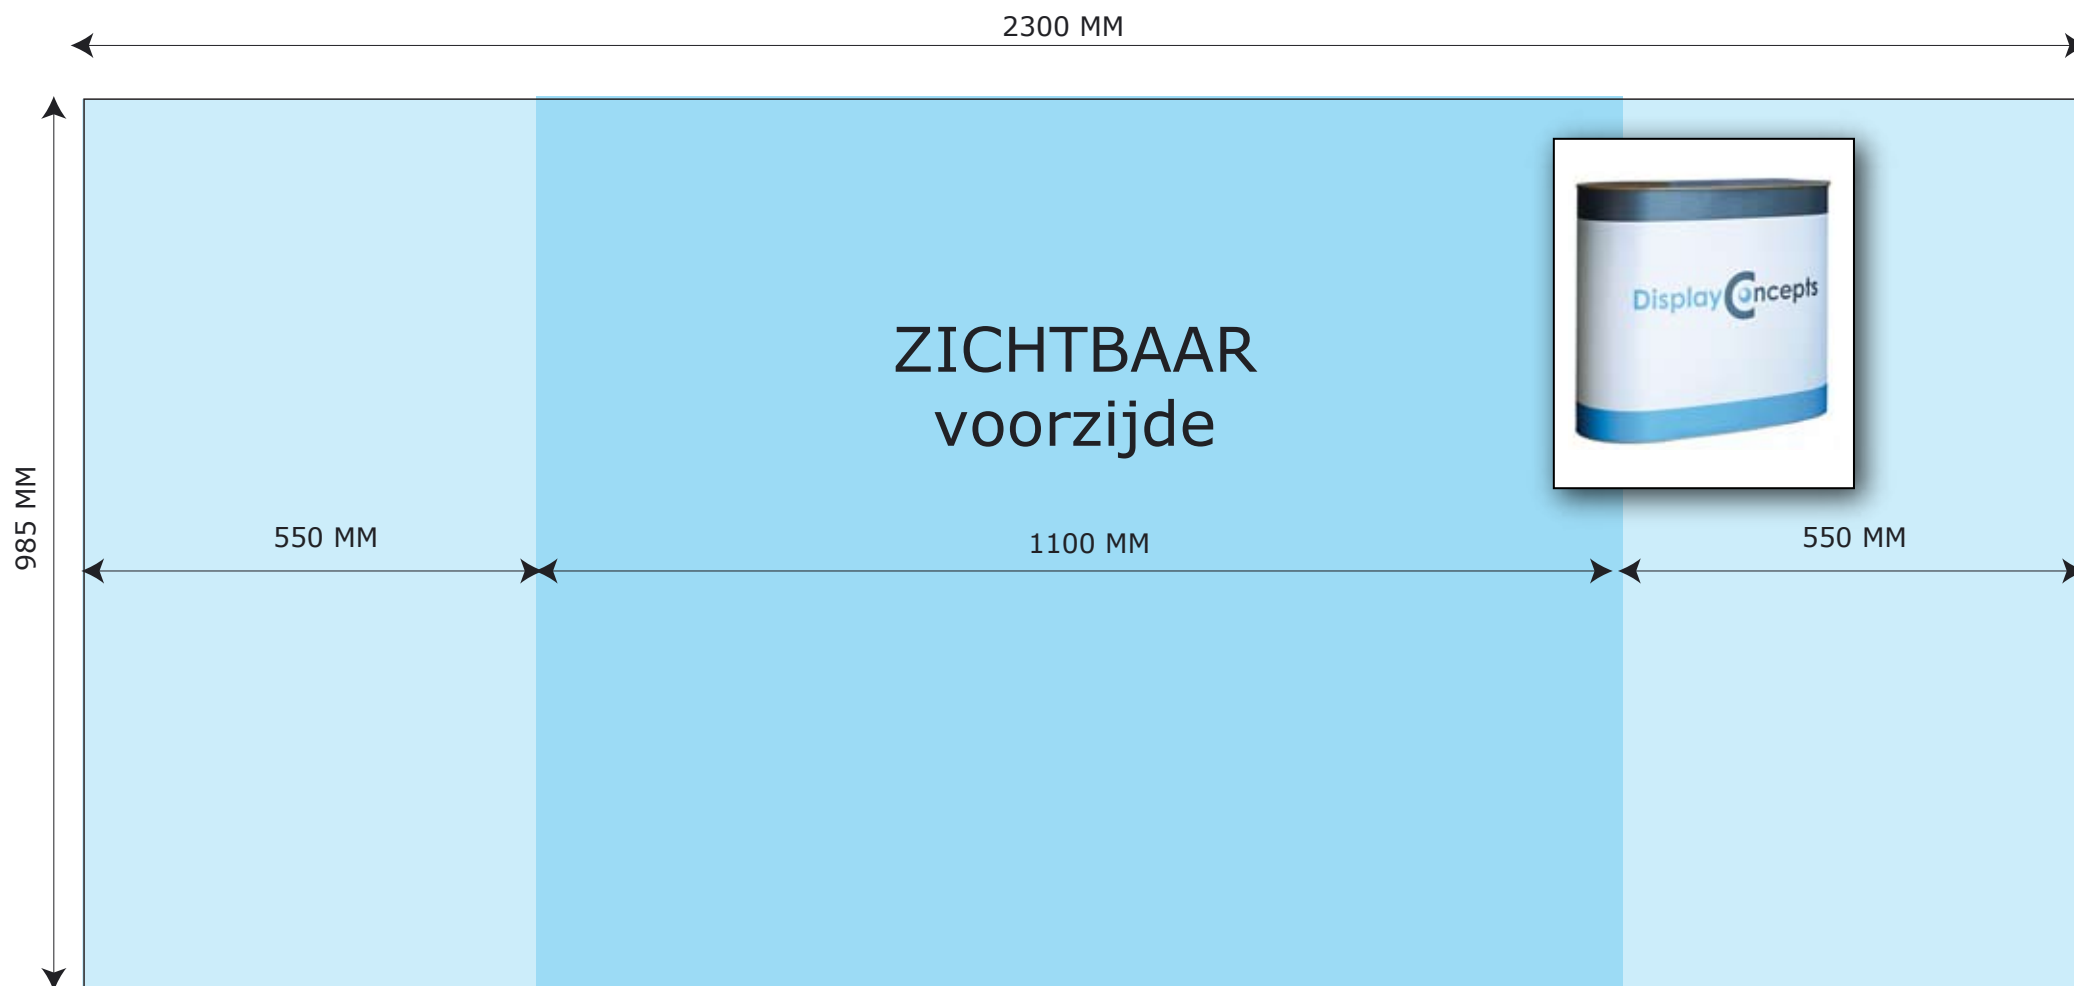 2300 MM
ZICHTBAAR
voorzijde
Display Concepts
985 MM
550 MM
1100 MM
550 MM